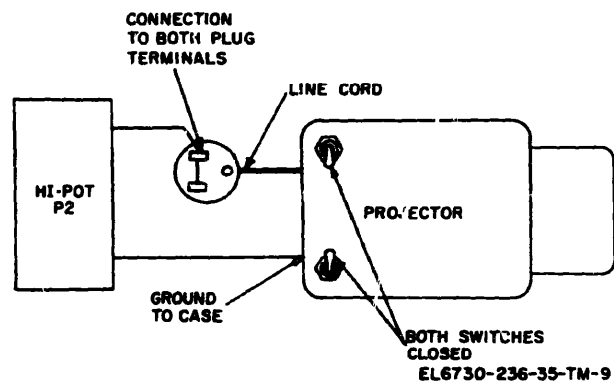 CONNECTION
TO BOTH PLUG
TERMINALS
LINE CORD
HI-POT
P2
PROJECTOR
GROUND
TO CASE
BOTH SWITCHES
CLOSED
EL6730-236-35-TM-9